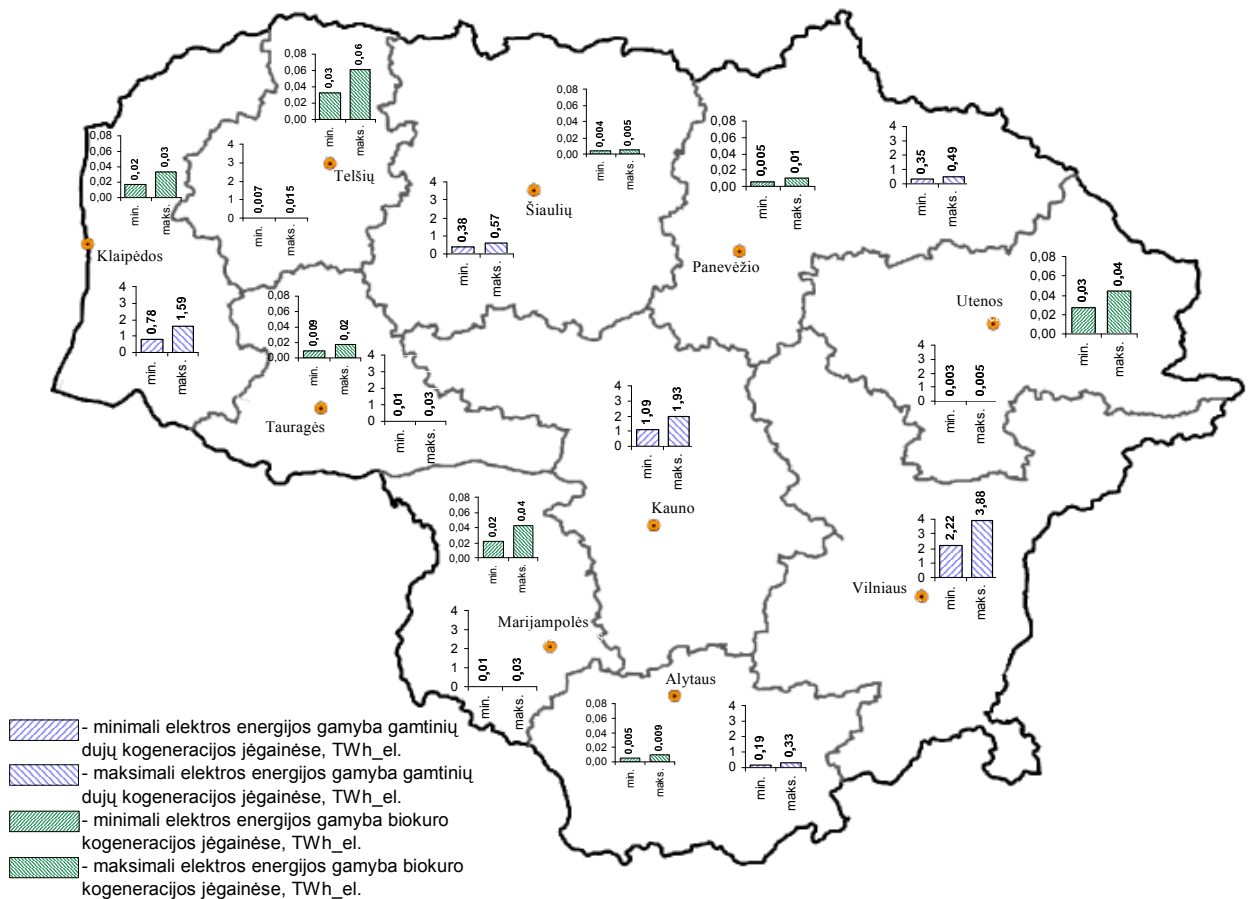 0,08
0,06
0,04
0,02
0,00
0,03
0,06
min.
maks.
Telšių
4
3
2
1
0
0,007
0,015
min.
maks.
0,08
0,06
0,04
0,02
0,00
0,02
0,03
min.
maks.
Klaipėdos
4
3
2
1
0
0,78
1,59
min.
maks.
0,08
0,06
0,04
0,02
0,00
0,004
0,005
min.
maks.
Šiaulių
4
3
2
1
0
0,38
0,57
min.
maks.
0,08
0,06
0,04
0,02
0,00
0,005
0,01
min.
maks.
Panevėžio
4
3
2
1
0
0,35
0,49
min.
maks.
0,08
0,06
0,04
0,02
0,00
0,03
0,04
min.
maks.
Utenos
4
3
2
1
0
0,003
0,005
min.
maks.
0,08
0,06
0,04
0,02
0,00
0,009
0,02
min.
maks.
Tauragės
4
3
2
1
0
0,01
0,03
min.
maks.
4
3
2
1
0
1,09
1,93
min.
maks.
Kauno
4
3
2
1
0
2,22
3,88
min.
maks.
Vilniaus
0,08
0,06
0,04
0,02
0,00
0,02
0,04
min.
maks.
Marijampolės
4
3
2
1
0
0,01
0,03
min.
maks.
Alytaus
0,08
0,06
0,04
0,02
0,00
0,005
0,009
min.
maks.
4
3
2
1
0
0,19
0,33
min.
maks.
- minimali elektros energijos gamyba gamtinių
dujų kogeneracijos jėgainėse, TWh_el.
- maksimali elektros energijos gamyba gamtinių
dujų kogeneracijos jėgainėse, TWh_el.
- minimali elektros energijos gamyba biokuro
kogeneracijos jėgainėse, TWh_el.
- maksimali elektros energijos gamyba biokuro
kogeneracijos jėgainėse, TWh_el.